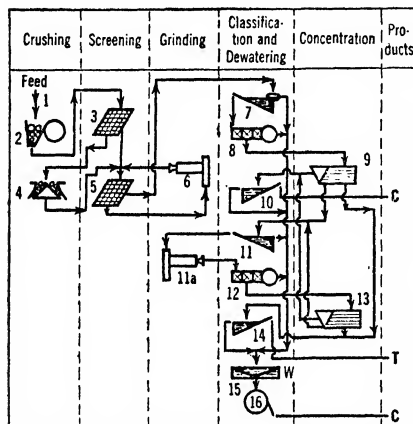 Crushing
Screening
Grinding
Classifica-
tion and
Dewatering
Concentration
Pro-
ducts
Feed
1
2
3
4
5
6
7
8
9
10
C
11
11a
12
13
14
T
15
W
16
C